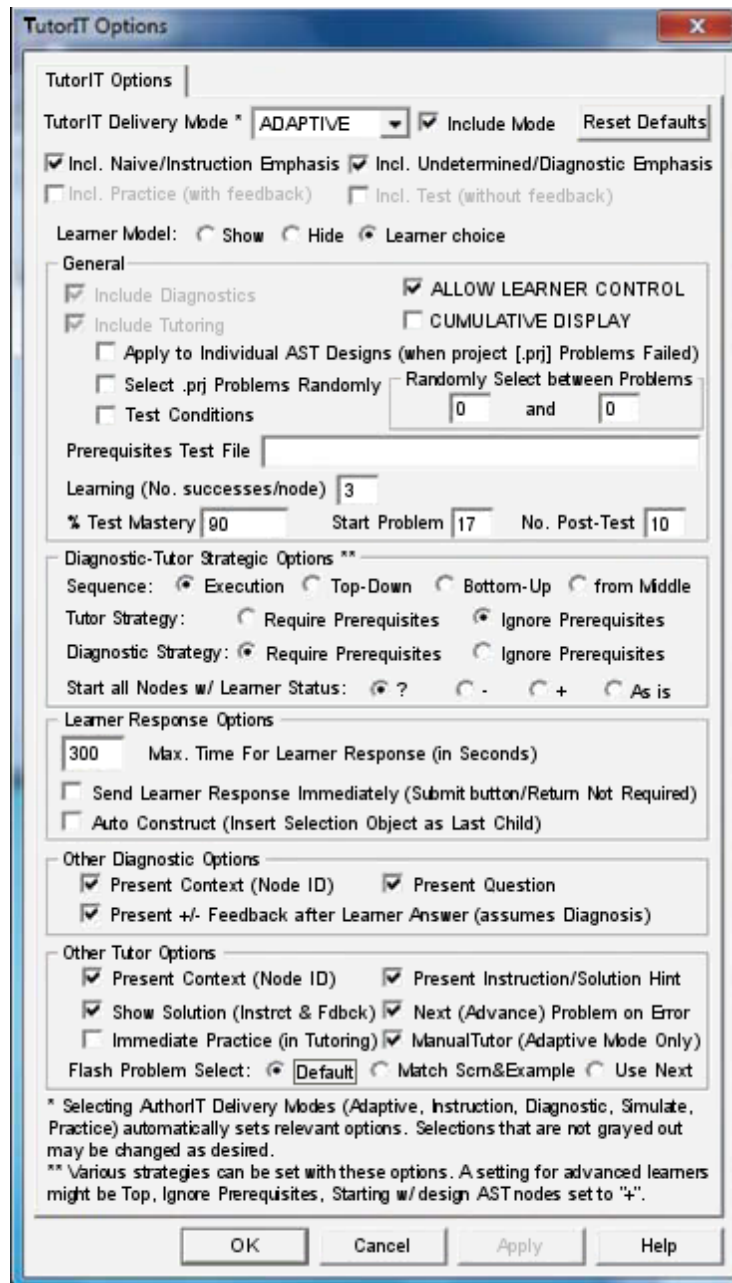 TutorIT Options
TutorIT Options
TutorIT Delivery Mode * ADAPTIVE Include Mode Reset Defaults
Incl. Naive/Instruction Emphasis Incl. Undetermined/Diagnostic Emphasis
Incl. Practice (with feedback) Incl. Test (without feedback)
Learner Model: Show Hide Learner choice
General
Include Diagnostics ALLOW LEARNER CONTROL
Include Tutoring CUMULATIVE DISPLAY
Apply to Individual AST Designs (when project [.prj] Problems Failed)
Select .prj Problems Randomly Randomly Select between Problems
Test Conditions 0 and 0
Prerequisites Test File
Learning (No. successes/node) 3
% Test Mastery 90 Start Problem 17 No. Post-Test 10
Diagnostic-Tutor Strategic Options **
Sequence: Execution Top-Down Bottom-Up from Middle
Tutor Strategy: Require Prerequisites Ignore Prerequisites
Diagnostic Strategy: Require Prerequisites Ignore Prerequisites
Start all Nodes w/ Learner Status: ? - + As is
Learner Response Options
300 Max. Time For Learner Response (in Seconds)
Send Learner Response Immediately (Submit button/Return Not Required)
Auto Construct (Insert Selection Object as Last Child)
Other Diagnostic Options
Present Context (Node ID) Present Question
Present +/- Feedback after Learner Answer (assumes Diagnosis)
Other Tutor Options
Present Context (Node ID) Present Instruction/Solution Hint
Show Solution (Instrct & Fdbck) Next (Advance) Problem on Error
Immediate Practice (in Tutoring) ManualTutor (Adaptive Mode Only)
Flash Problem Select: Default Match Scrn&Example Use Next
* Selecting AuthorIT Delivery Modes (Adaptive, Instruction, Diagnostic, Simulate,
Practice) automatically sets relevant options. Selections that are not grayed out
may be changed as desired.
** Various strategies can be set with these options. A setting for advanced learners
might be Top, Ignore Prerequisites, Starting w/ design AST nodes set to "+".
OK Cancel Apply Help